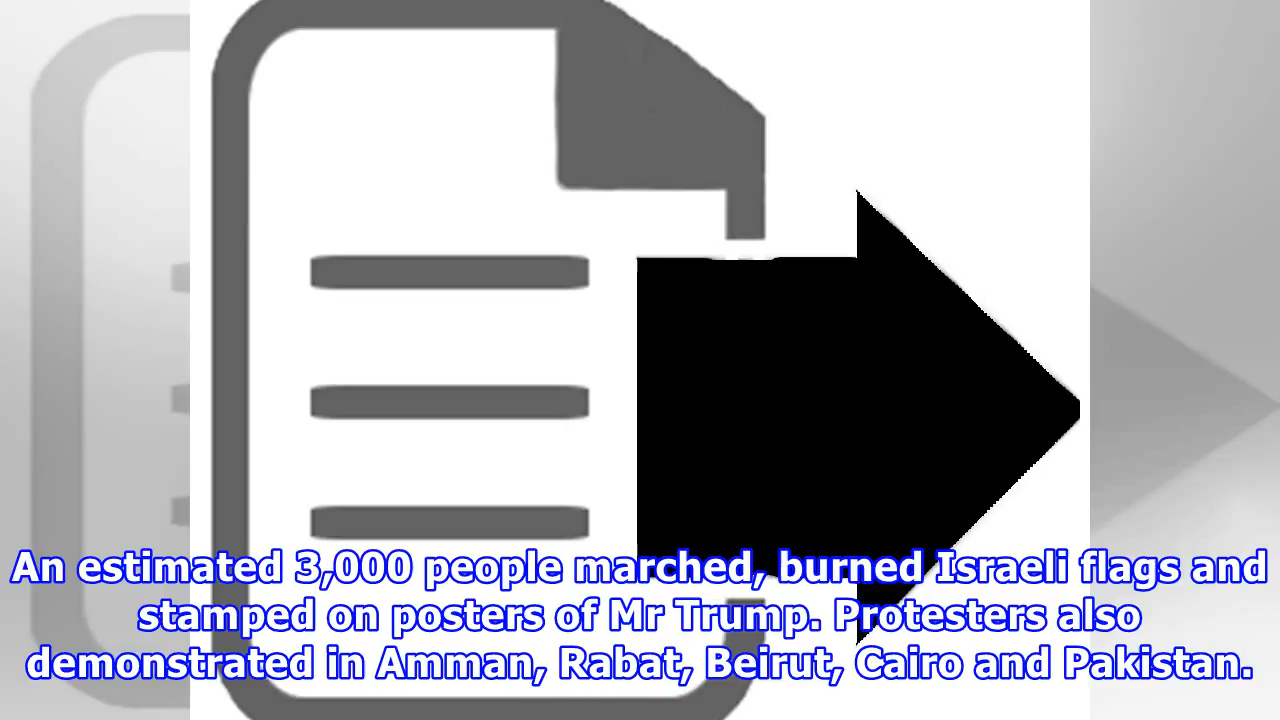 An estimated 3,000 people marched, burned Israeli flags and
stamped on posters of Mr Trump. Protesters also
demonstrated in Amman, Rabat, Beirut, Cairo and Pakistan.